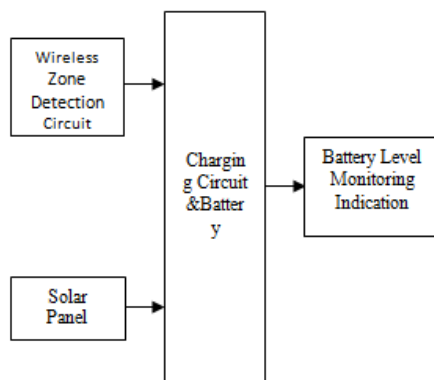 Wireless
Zone
Detection
Circuit
Chargin
g Circuit
&Batter
y
Battery Level
Monitoring
Indication
Solar
Panel